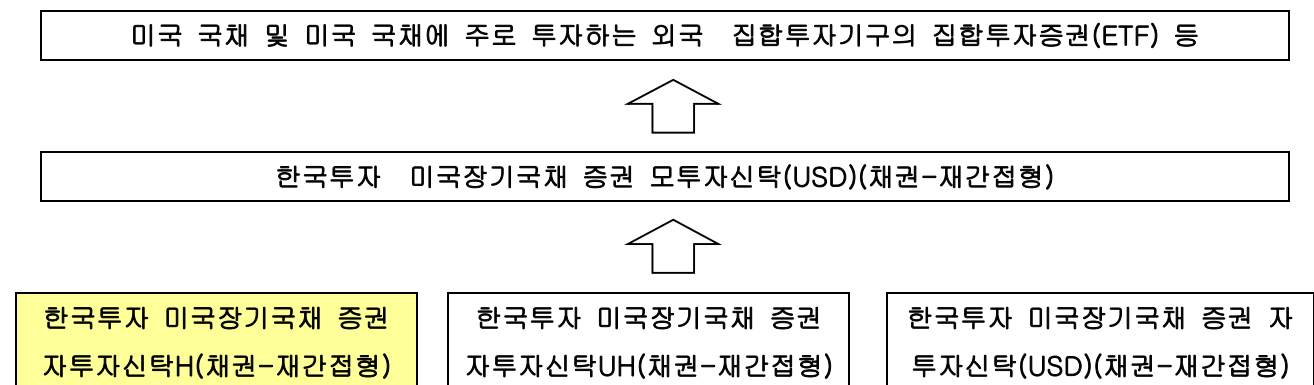 미국 국채 및 미국 국채에 주로 투자하는 외국 집합투자기구의 집합투자증권(ETF) 등
한국투자 미국장기국채 증권 모투자신탁(USD)(채권-재간접형)
한국투자 미국장기국채 증권
자투자신탁H(채권-재간접형)
한국투자 미국장기국채 증권
자투자신탁UH(채권-재간접형)
한국투자 미국장기국채 증권 자
투자신탁(USD)(채권-재간접형)